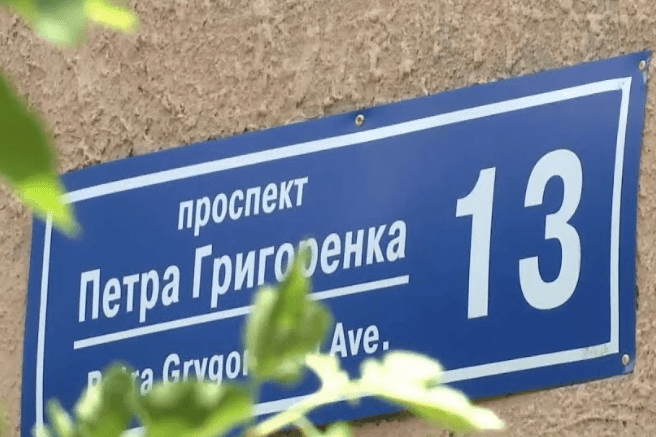 проспект
Петра Григоренка
13
Ave.